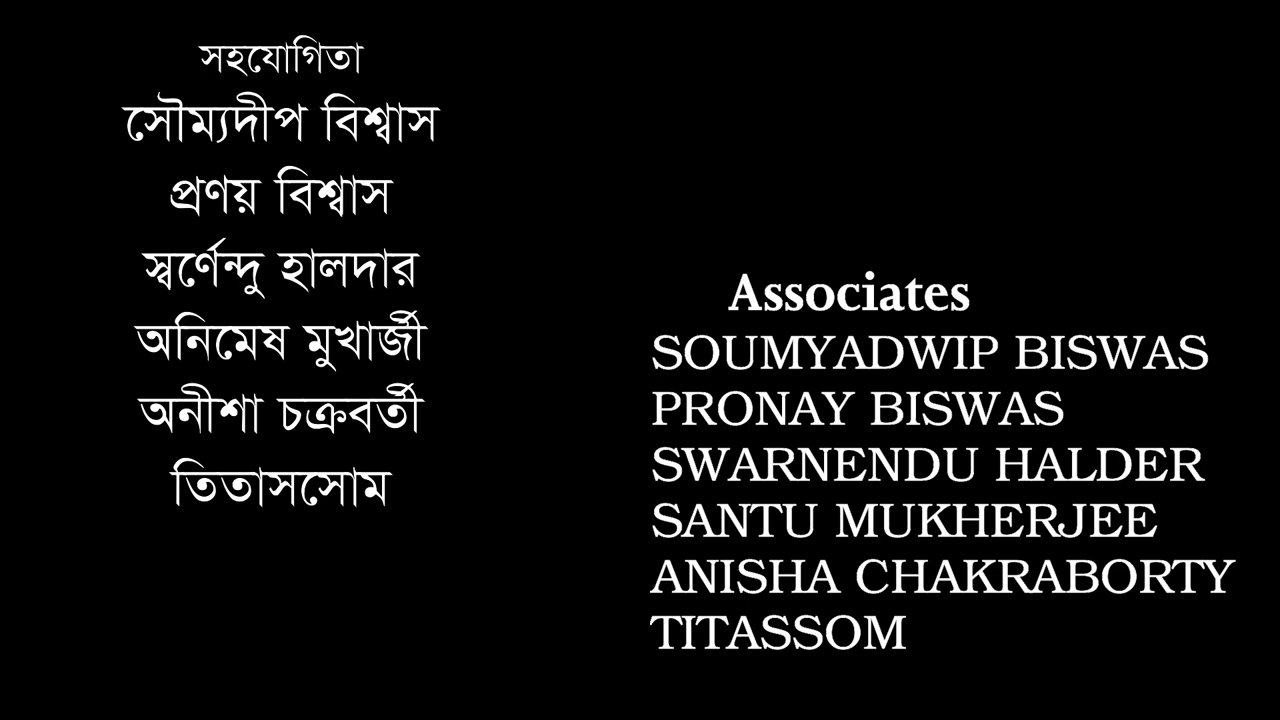 সহযোগিতা
সৌম্যদীপ বিশ্বাস
প্রণয় বিশ্বাস
স্বর্ণেন্দু হালদার
অনিমেষ মুখার্জী
অনীশা চক্রবর্তী
তিতাসসোম
Associates
SOUMYADWIP BISWAS
PRONAY BISWAS
SWARNENDU HALDER
SANTU MUKHERJEE
ANISHA CHAKRABORTY
TITASSOM